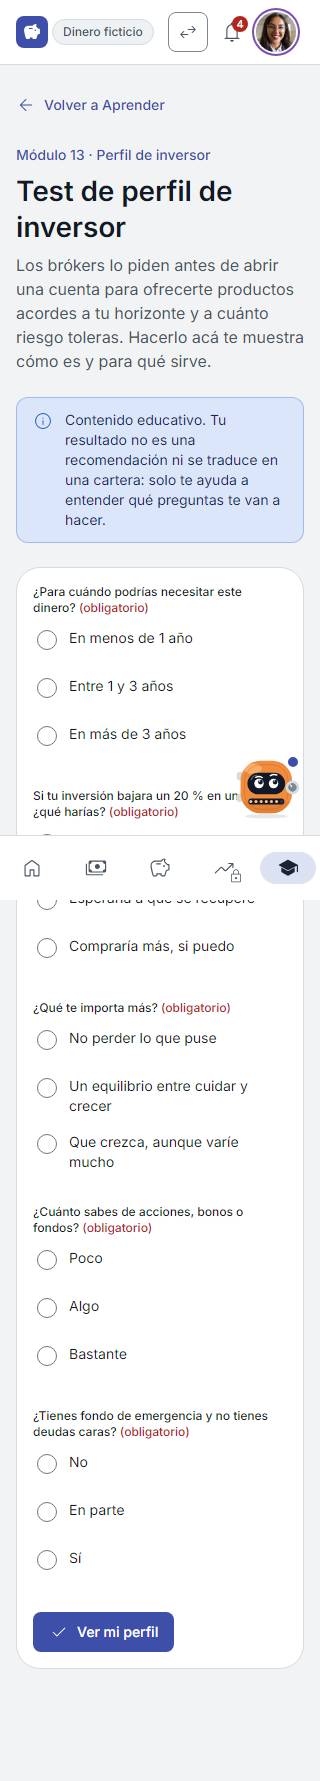 Dinero ficticio
4
Volver a Aprender
Módulo 13 · Perfil de inversor
Test de perfil de
inversor
Los brókers lo piden antes de abrir
una cuenta para ofrecerte productos
acordes a tu horizonte y a cuánto
riesgo toleras. Hacerlo acá te muestra
cómo es y para qué sirve.
Contenido educativo. Tu
resultado no es una
recomendación ni se traduce en
una cartera: solo te ayuda a
entender qué preguntas te van a
hacer.
¿Para cuándo podrías necesitar este
dinero? (obligatorio)
En menos de 1 año
Entre 1 y 3 años
En más de 3 años
Si tu inversión bajara un 20 % en
¿qué harías? (obligatorio)
Esperaría a que se recupere
Compraría más, si puedo
¿Qué te importa más? (obligatorio)
No perder lo que puse
Un equilibrio entre cuidar y
crecer
Que crezca, aunque varíe
mucho
¿Cuánto sabes de acciones, bonos o
fondos? (obligatorio)
Poco
Algo
Bastante
¿Tienes fondo de emergencia y no tienes
deudas caras? (obligatorio)
No
En parte
Sí
Ver mi perfil